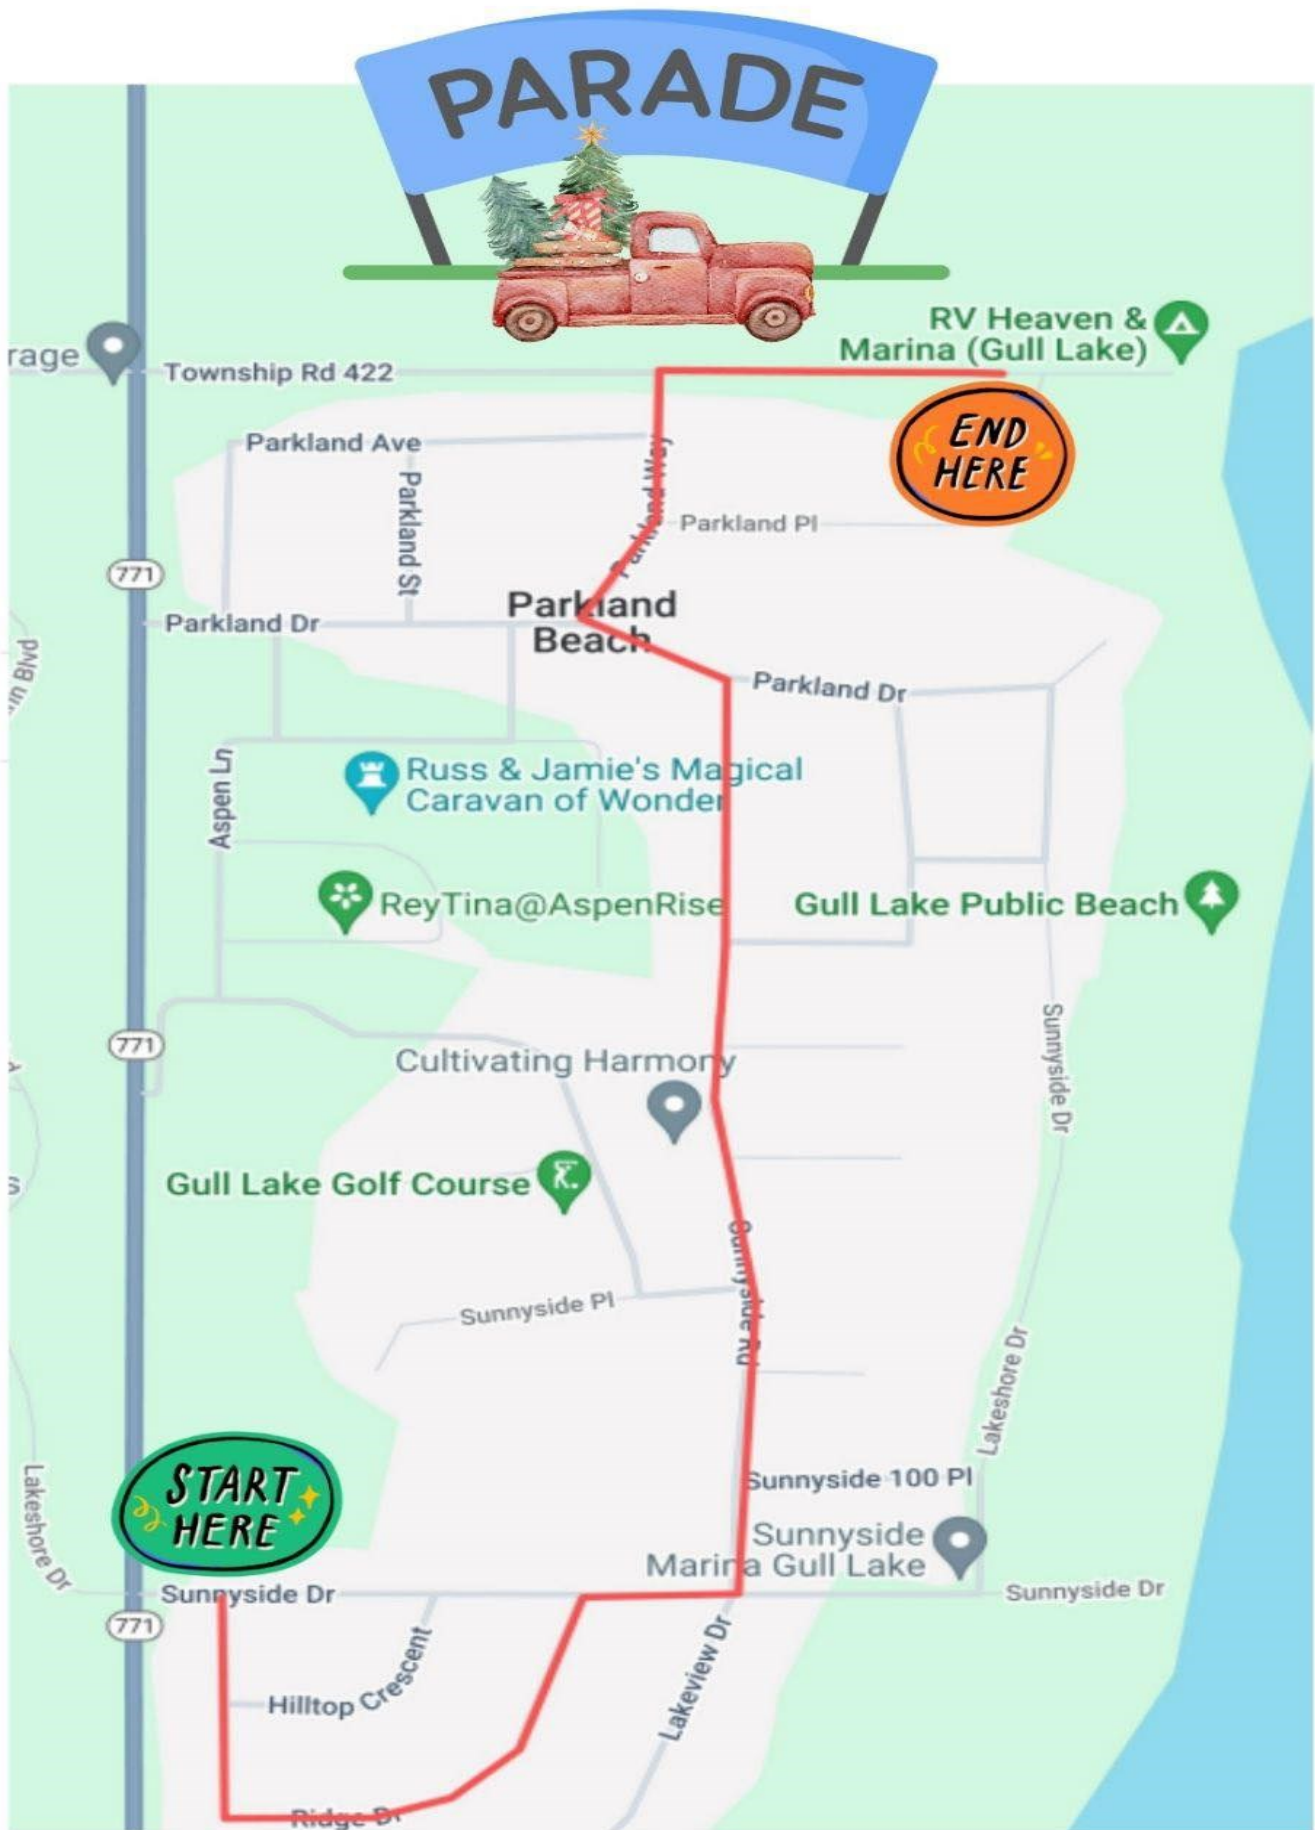 PARADE
RV Heaven &
Marina (Gull Lake)
rage
Township Rd 422
END
HERE
Parkland Ave
Parkland Way
Parkland St
Parkland Pl
771
Parkland
Beach
Parkland Dr
Parkland Dr
Russ & Jamie's Magical
Caravan of Wonder
Aspen Ln
ReyTina@AspenRise
Gull Lake Public Beach
771
Cultivating Harmony
Sunnyside Dr
Gull Lake Golf Course
Sunnyside Rd
Sunnyside Pl
Lakeshore Dr
START
HERE
Lakeshore Dr
Sunnyside 100 Pl
Sunnyside
Marina Gull Lake
Sunnyside Dr
Sunnyside Dr
771
Hilltop Crescent
Lakeview Dr
Ridge Dr